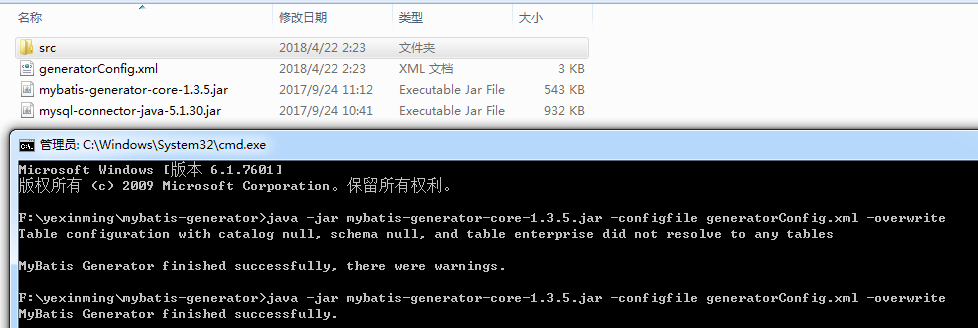 名称 修改日期 类型 大小
src 2018/4/22 2:23 文件夹
generatorConfig.xml 2018/4/22 2:23 XML 文档 3 KB
mybatis-generator-core-1.3.5.jar 2017/9/24 11:12 Executable Jar File 543 KB
mysql-connector-java-5.1.30.jar 2017/9/24 10:41 Executable Jar File 932 KB
管理员: C:\Windows\System32\cmd.exe
Microsoft Windows [版本 6.1.7601]
版权所有 (c) 2009 Microsoft Corporation。保留所有权利。
F:\yexinming\mybatis-generator>java -jar mybatis-generator-core-1.3.5.jar -configfile generatorConfig.xml -overwrite
Table configuration with catalog null, schema null, and table enterprise did not resolve to any tables
MyBatis Generator finished successfully, there were warnings.
F:\yexinming\mybatis-generator>java -jar mybatis-generator-core-1.3.5.jar -configfile generatorConfig.xml -overwrite
MyBatis Generator finished successfully.